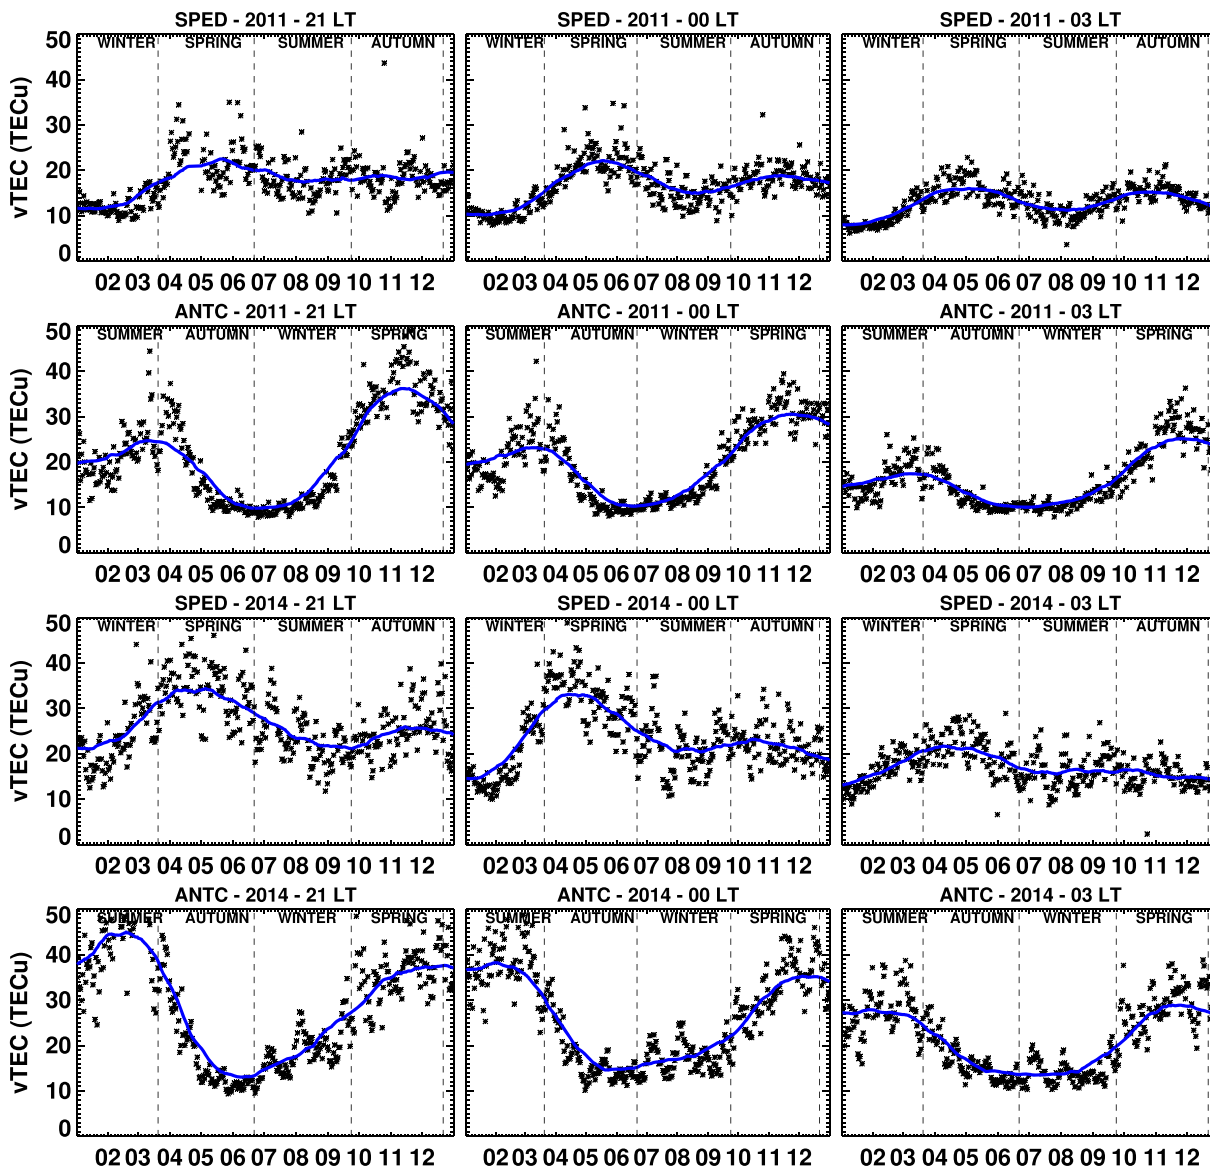 SPED - 2011 - 21 LT SPED - 2011 - 00 LT SPED - 2011 - 03 LT
WINTER SPRING SUMMER AUTUMN WINTER SPRING SUMMER AUTUMN WINTER SPRING SUMMER AUTUMN
50
40
30
20
10
0
vTEC (TECu)
02 03 04 05 06 07 08 09 10 11 12 02 03 04 05 06 07 08 09 10 11 12 02 03 04 05 06 07 08 09 10 11 12
ANTC - 2011 - 21 LT ANTC - 2011 - 00 LT ANTC - 2011 - 03 LT
SUMMER AUTUMN WINTER SPRING SUMMER AUTUMN WINTER SPRING SUMMER AUTUMN WINTER SPRING
50
40
30
20
10
0
vTEC (TECu)
02 03 04 05 06 07 08 09 10 11 12 02 03 04 05 06 07 08 09 10 11 12 02 03 04 05 06 07 08 09 10 11 12
SPED - 2014 - 21 LT SPED - 2014 - 00 LT SPED - 2014 - 03 LT
WINTER SPRING SUMMER AUTUMN WINTER SPRING SUMMER AUTUMN WINTER SPRING SUMMER AUTUMN
50
40
30
20
10
0
vTEC (TECu)
02 03 04 05 06 07 08 09 10 11 12 02 03 04 05 06 07 08 09 10 11 12 02 03 04 05 06 07 08 09 10 11 12
ANTC - 2014 - 21 LT ANTC - 2014 - 00 LT ANTC - 2014 - 03 LT
SUMMER AUTUMN WINTER SPRING SUMMER AUTUMN WINTER SPRING SUMMER AUTUMN WINTER SPRING
50
40
30
20
10
0
vTEC (TECu)
02 03 04 05 06 07 08 09 10 11 12 02 03 04 05 06 07 08 09 10 11 12 02 03 04 05 06 07 08 09 10 11 12